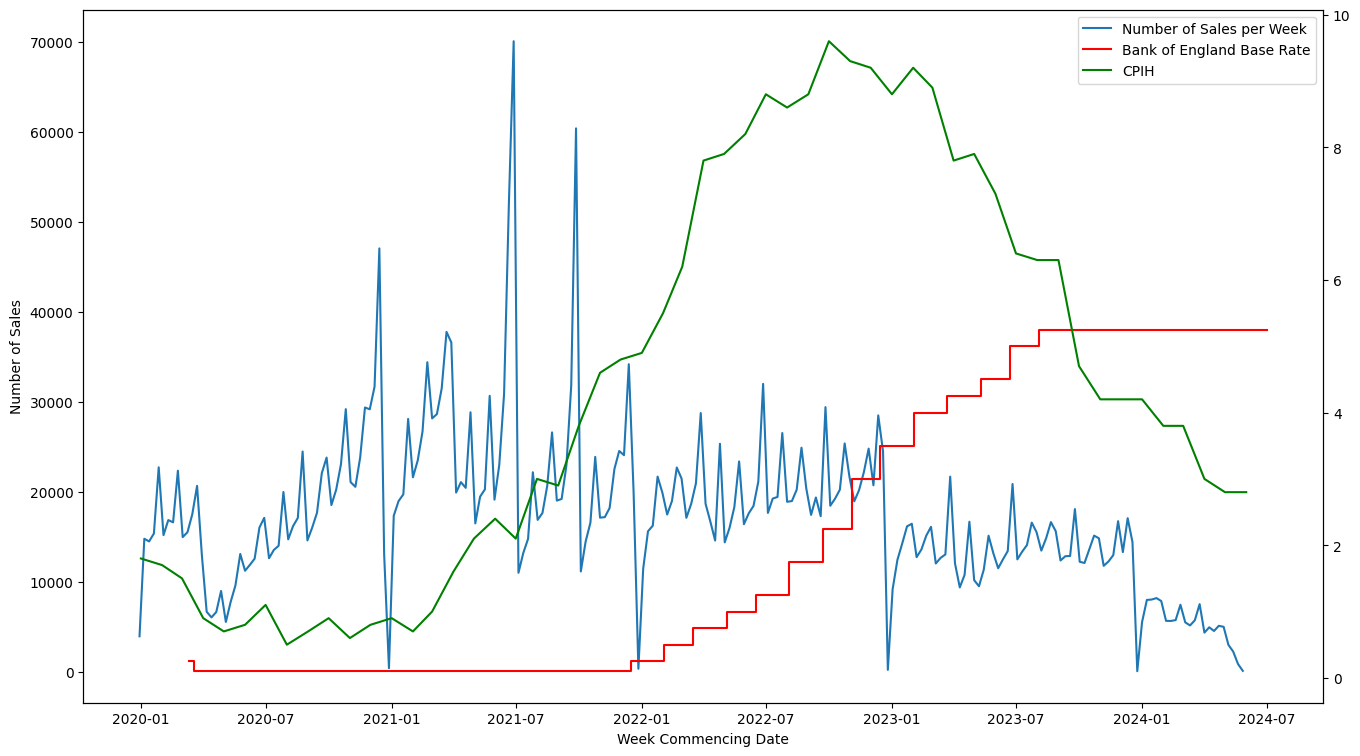 Number of Sales per Week
Bank of England Base Rate
CPIH
Number of Sales
70000
60000
50000
40000
30000
20000
10000
0
10
8
6
4
2
0
2020-01 2020-07 2021-01 2021-07 2022-01 2022-07 2023-01 2023-07 2024-01 2024-07
Week Commencing Date